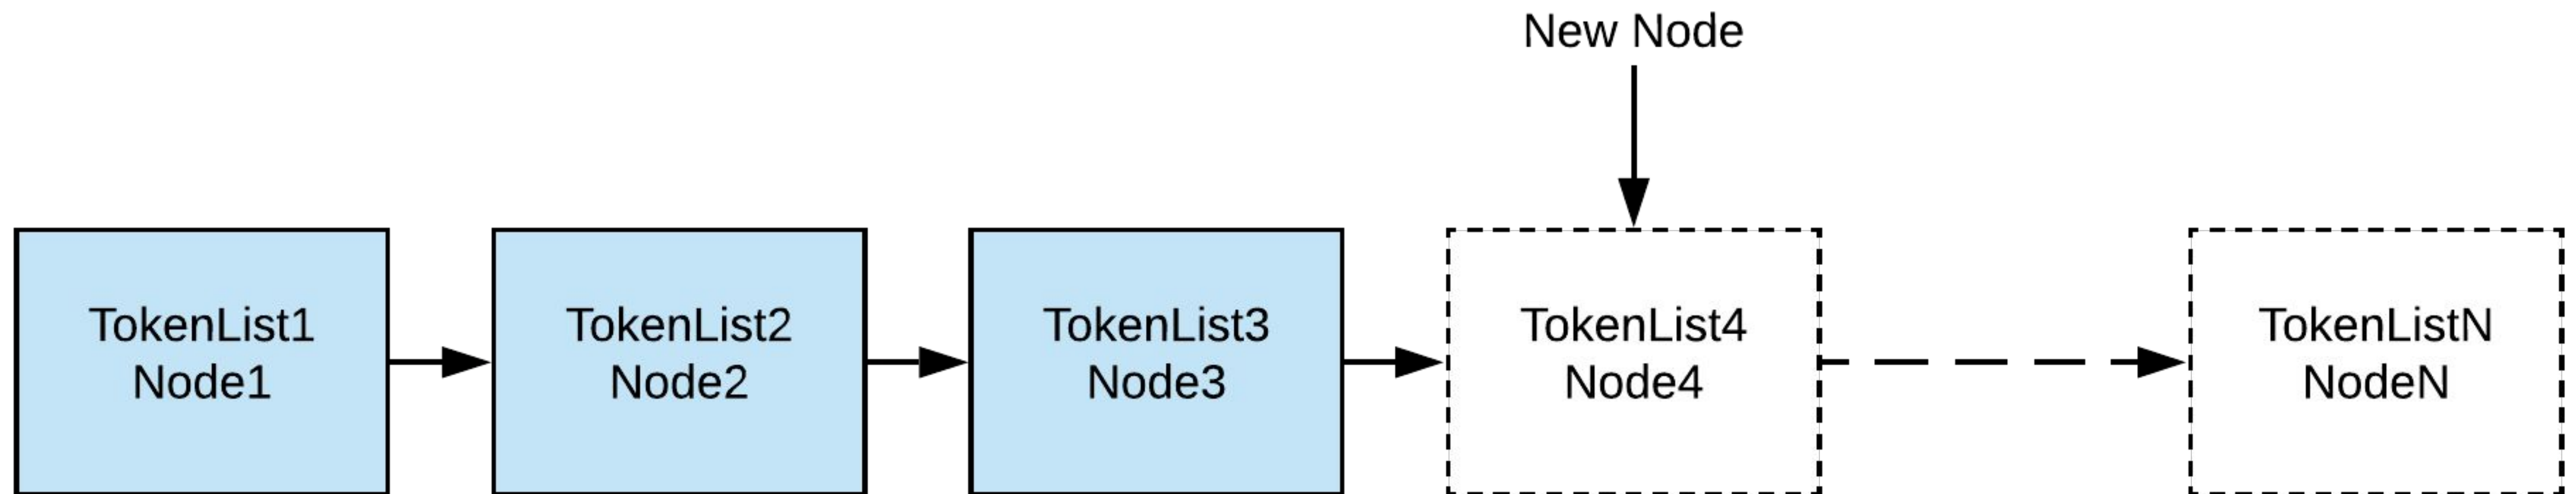 New Node
TokenList1
Node1
TokenList2
Node2
TokenList3
Node3
TokenList4
Node4
TokenListN
NodeN